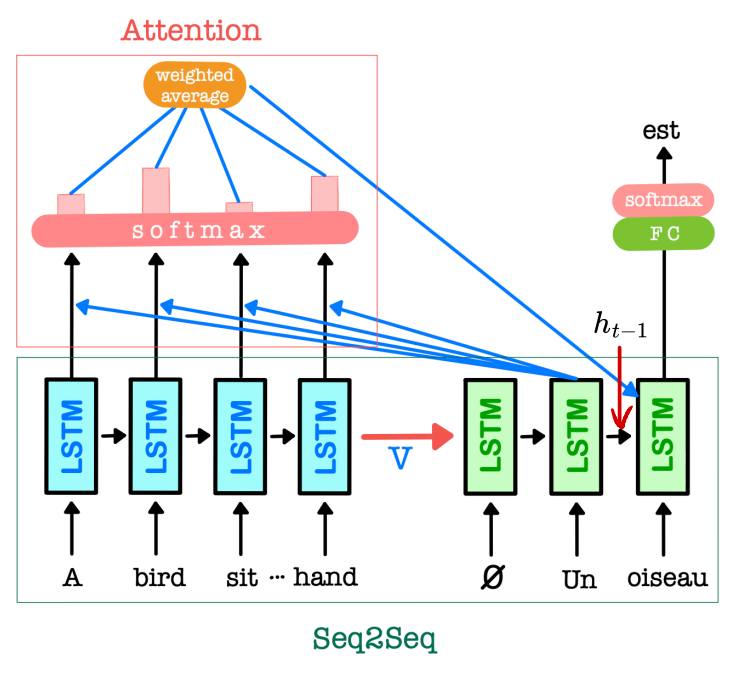 Attention
weighted
average
softmax
est
softmax
FC
h_{t-1}
LSTM
LSTM
LSTM
LSTM
V
LSTM
LSTM
LSTM
A
bird
sit ... hand
Ø
Un
oiseau
Seq2Seq